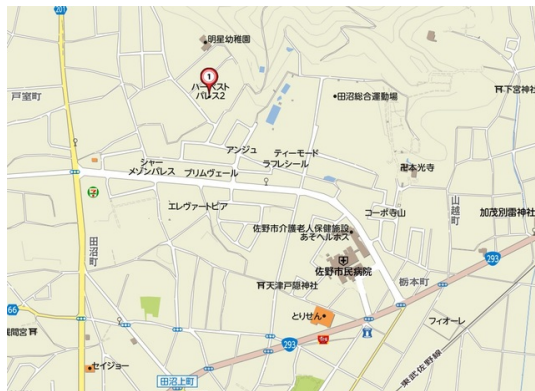 201
明星幼稚園
戸室町
1
ハーベスト
パレス2
田沼総合運動場
下宮神社
アンジュ
ティーモード
シャー
メゾンパレス
プリムヴェール
ラフレシール
本光寺
山越町
エレヴァートピア
コーポ寺山
加茂別雷神社
佐野市介護老人保健施設
あそヘルホス
田沼町
佐野市民病院
293
栃本町
天津戸隠神社
とりせん
66
フィオーレ
浅間宮
293
セイジョー
田沼上町
東武佐野線